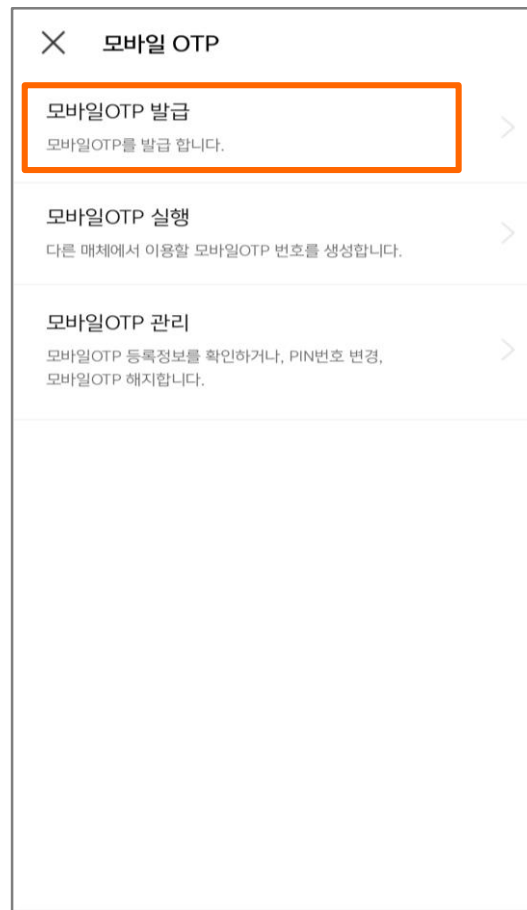 모바일 OTP
모바일OTP 발급
모바일OTP를 발급 합니다.
모바일OTP 실행
다른 매체에서 이용할 모바일OTP 번호를 생성합니다.
모바일OTP 관리
모바일OTP 등록정보를 확인하거나, PIN번호 변경,
모바일OTP 해지합니다.